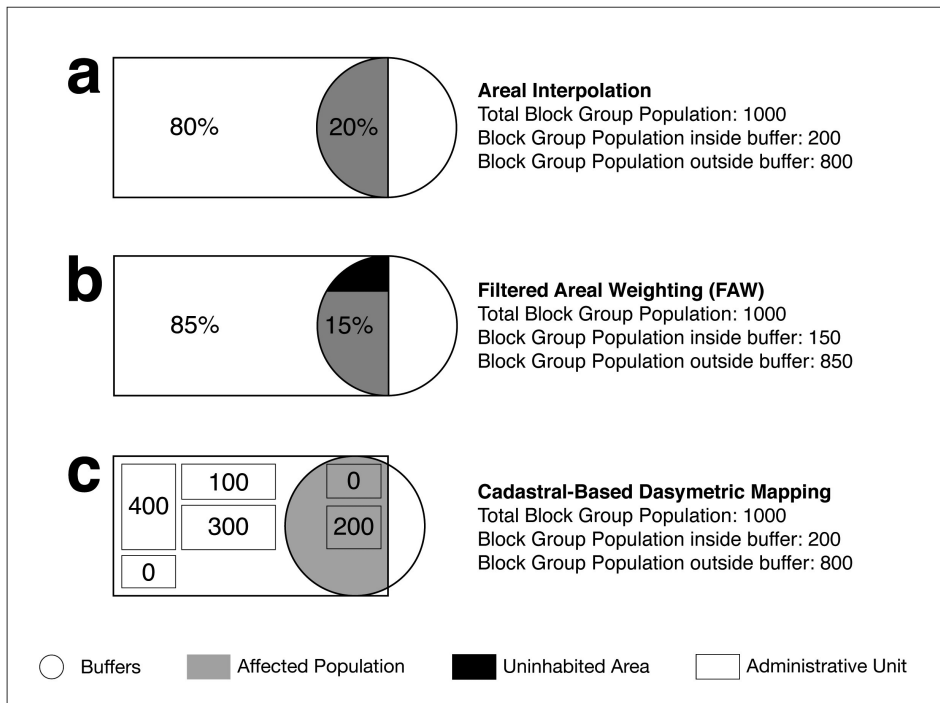 a
80%
20%
Areal Interpolation
Total Block Group Population: 1000
Block Group Population inside buffer: 200
Block Group Population outside buffer: 800
b
85%
15%
Filtered Areal Weighting (FAW)
Total Block Group Population: 1000
Block Group Population inside buffer: 150
Block Group Population outside buffer: 850
c
400
100
300
0
0
200
Cadastral-Based Dasymetric Mapping
Total Block Group Population: 1000
Block Group Population inside buffer: 200
Block Group Population outside buffer: 800
Buffers
Affected Population
Uninhabited Area
Administrative Unit